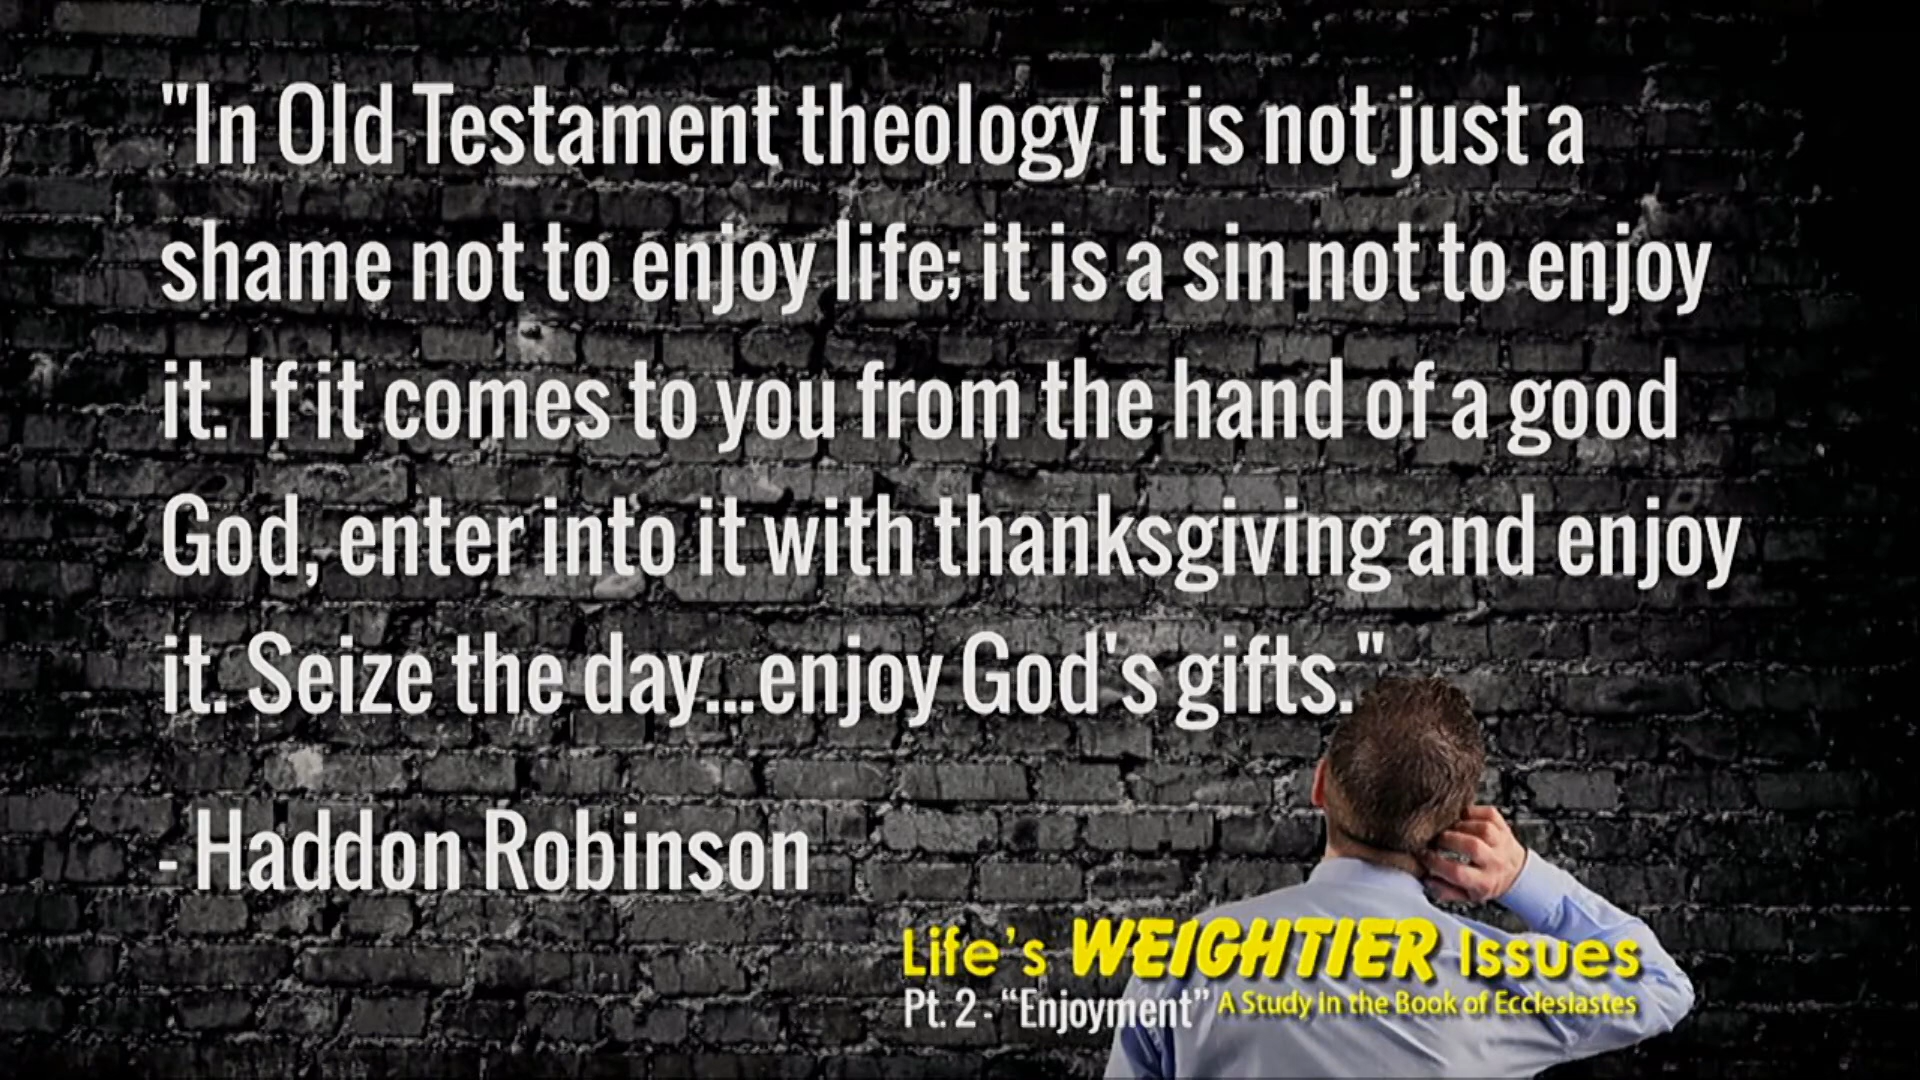 "In Old Testament theology it is not just a
shame not to enjoy life; it is a sin not to enjoy
it. If it comes to you from the hand of a good
God, enter into it with thanksgiving and enjoy
it. Seize the day...enjoy God's gifts."
- Haddon Robinson
Life's WEIGHTIER Issues
Pt. 2 - “Enjoyment” A Study in the Book of Ecclesiastes